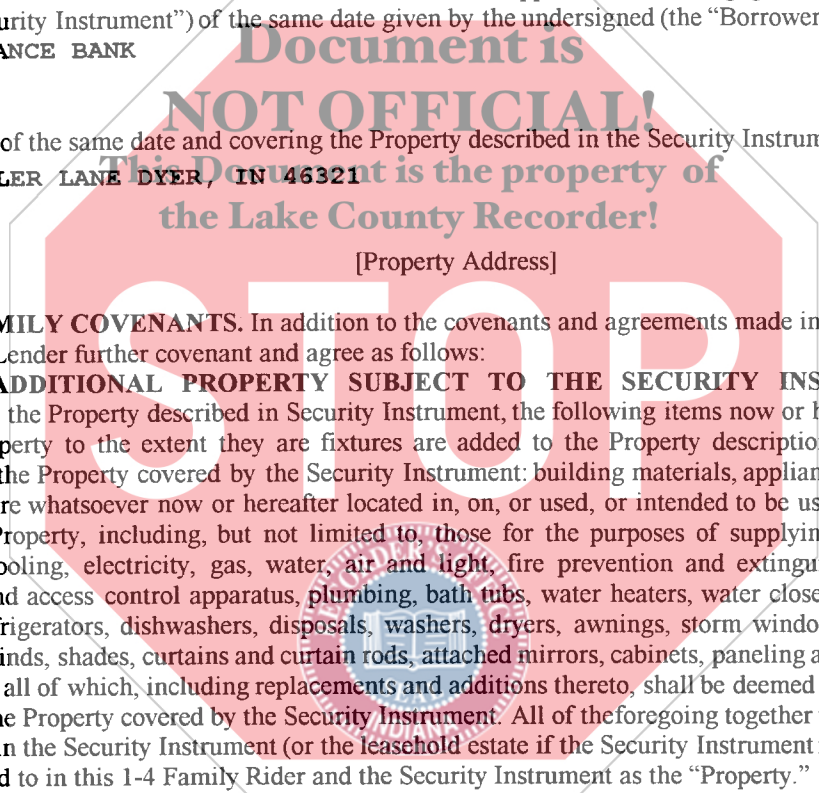 urity Instrument") of the same date given by the undersigned (the "Borrower
ANCE BANK
Document is
NOT OFFICIAL!
of the same date and covering the Property described in the Security Instrum
This Document is the property of
LER LANE DYER, IN 46321
the Lake County Recorder!
[Property Address]
STOP
MILY COVENANTS. In addition to the covenants and agreements made in
Lender further covenant and agree as follows:
ADDITIONAL PROPERTY SUBJECT TO THE SECURITY INS
the Property described in Security Instrument, the following items now or h
perty to the extent they are fixtures are added to the Property descriptio
the Property covered by the Security Instrument: building materials, applian
re whatsoever now or hereafter located in, on, or used, or intended to be us
Property, including, but not limited to, those for the purposes of supplyin
ooling, electricity, gas, water, air and light, fire prevention and extingu
nd access control apparatus, plumbing, bath tubs, water heaters, water close
frigerators, dishwashers, disposals, washers, dryers, awnings, storm windo
inds, shades, curtains and curtain rods, attached mirrors, cabinets, paneling a
all of which, including replacements and additions thereto, shall be deemed
he Property covered by the Security Instrument. All of theforegoing together
in the Security Instrument (or the leasehold estate if the Security Instrument
d to in this 1-4 Family Rider and the Security Instrument as the "Property."
SEAL
INDIANA